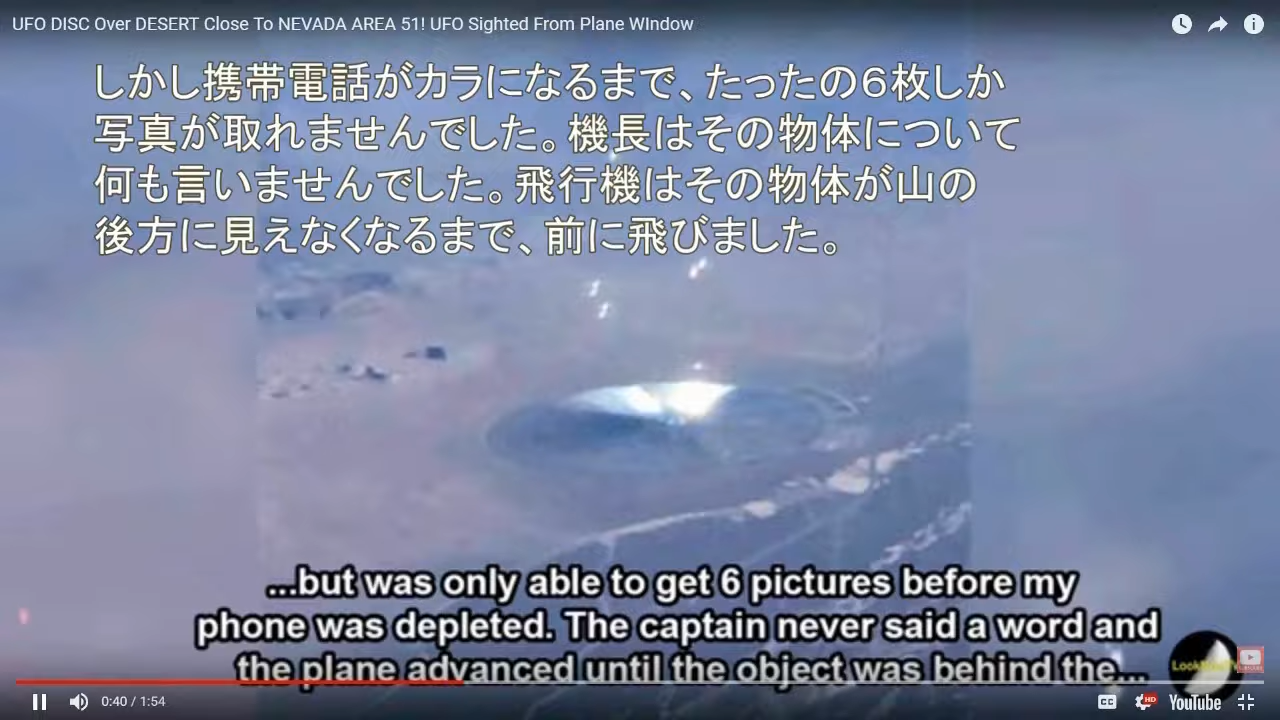 UFO DISC Over DESERT Close To NEVADA AREA 51! UFO Sighted From Plane WIndow
しかし携帯電話がカラになるまで、たったの６枚しか
写真が取れませんでした。機長はその物体について
何も言いませんでした。飛行機はその物体が山の
後方に見えなくなるまで、前に飛びました。
...but was only able to get 6 pictures before my
phone was depleted. The captain never said a word and
the plane advanced until the object was behind the...
0:40 / 1:54
CC
HD
YouTube